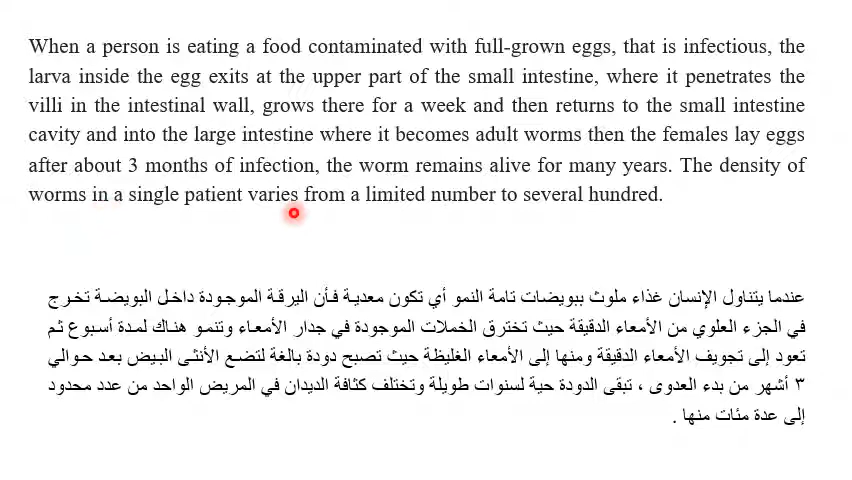 When a person is eating a food contaminated with full-grown eggs, that is infectious, the
larva inside the egg exits at the upper part of the small intestine, where it penetrates the
villi in the intestinal wall, grows there for a week and then returns to the small intestine
cavity and into the large intestine where it becomes adult worms then the females lay eggs
after about 3 months of infection, the worm remains alive for many years. The density of
worms in a single patient varies from a limited number to several hundred.
عندما يتناول الإنسان غذاء ملوث ببويضات تامة النمو أي تكون معدية فأن اليرقة الموجودة داخل البويضة تخرج
في الجزء العلوي من الأمعاء الدقيقة حيث تخترق الخملات الموجودة في جدار الأمعاء وتنمو هناك لمدة أسبوع ثم
تعود إلى تجويف الأمعاء الدقيقة ومنها إلى الأمعاء الغليظة حيث تصبح دودة بالغة لتضع الأنثى البيض بعد حوالي
٣ أشهر من بدء العدوى ، تبقى الدودة حية لسنوات طويلة وتختلف كثافة الديدان في المريض الواحد من عدد محدود
إلى عدة مئات منها .